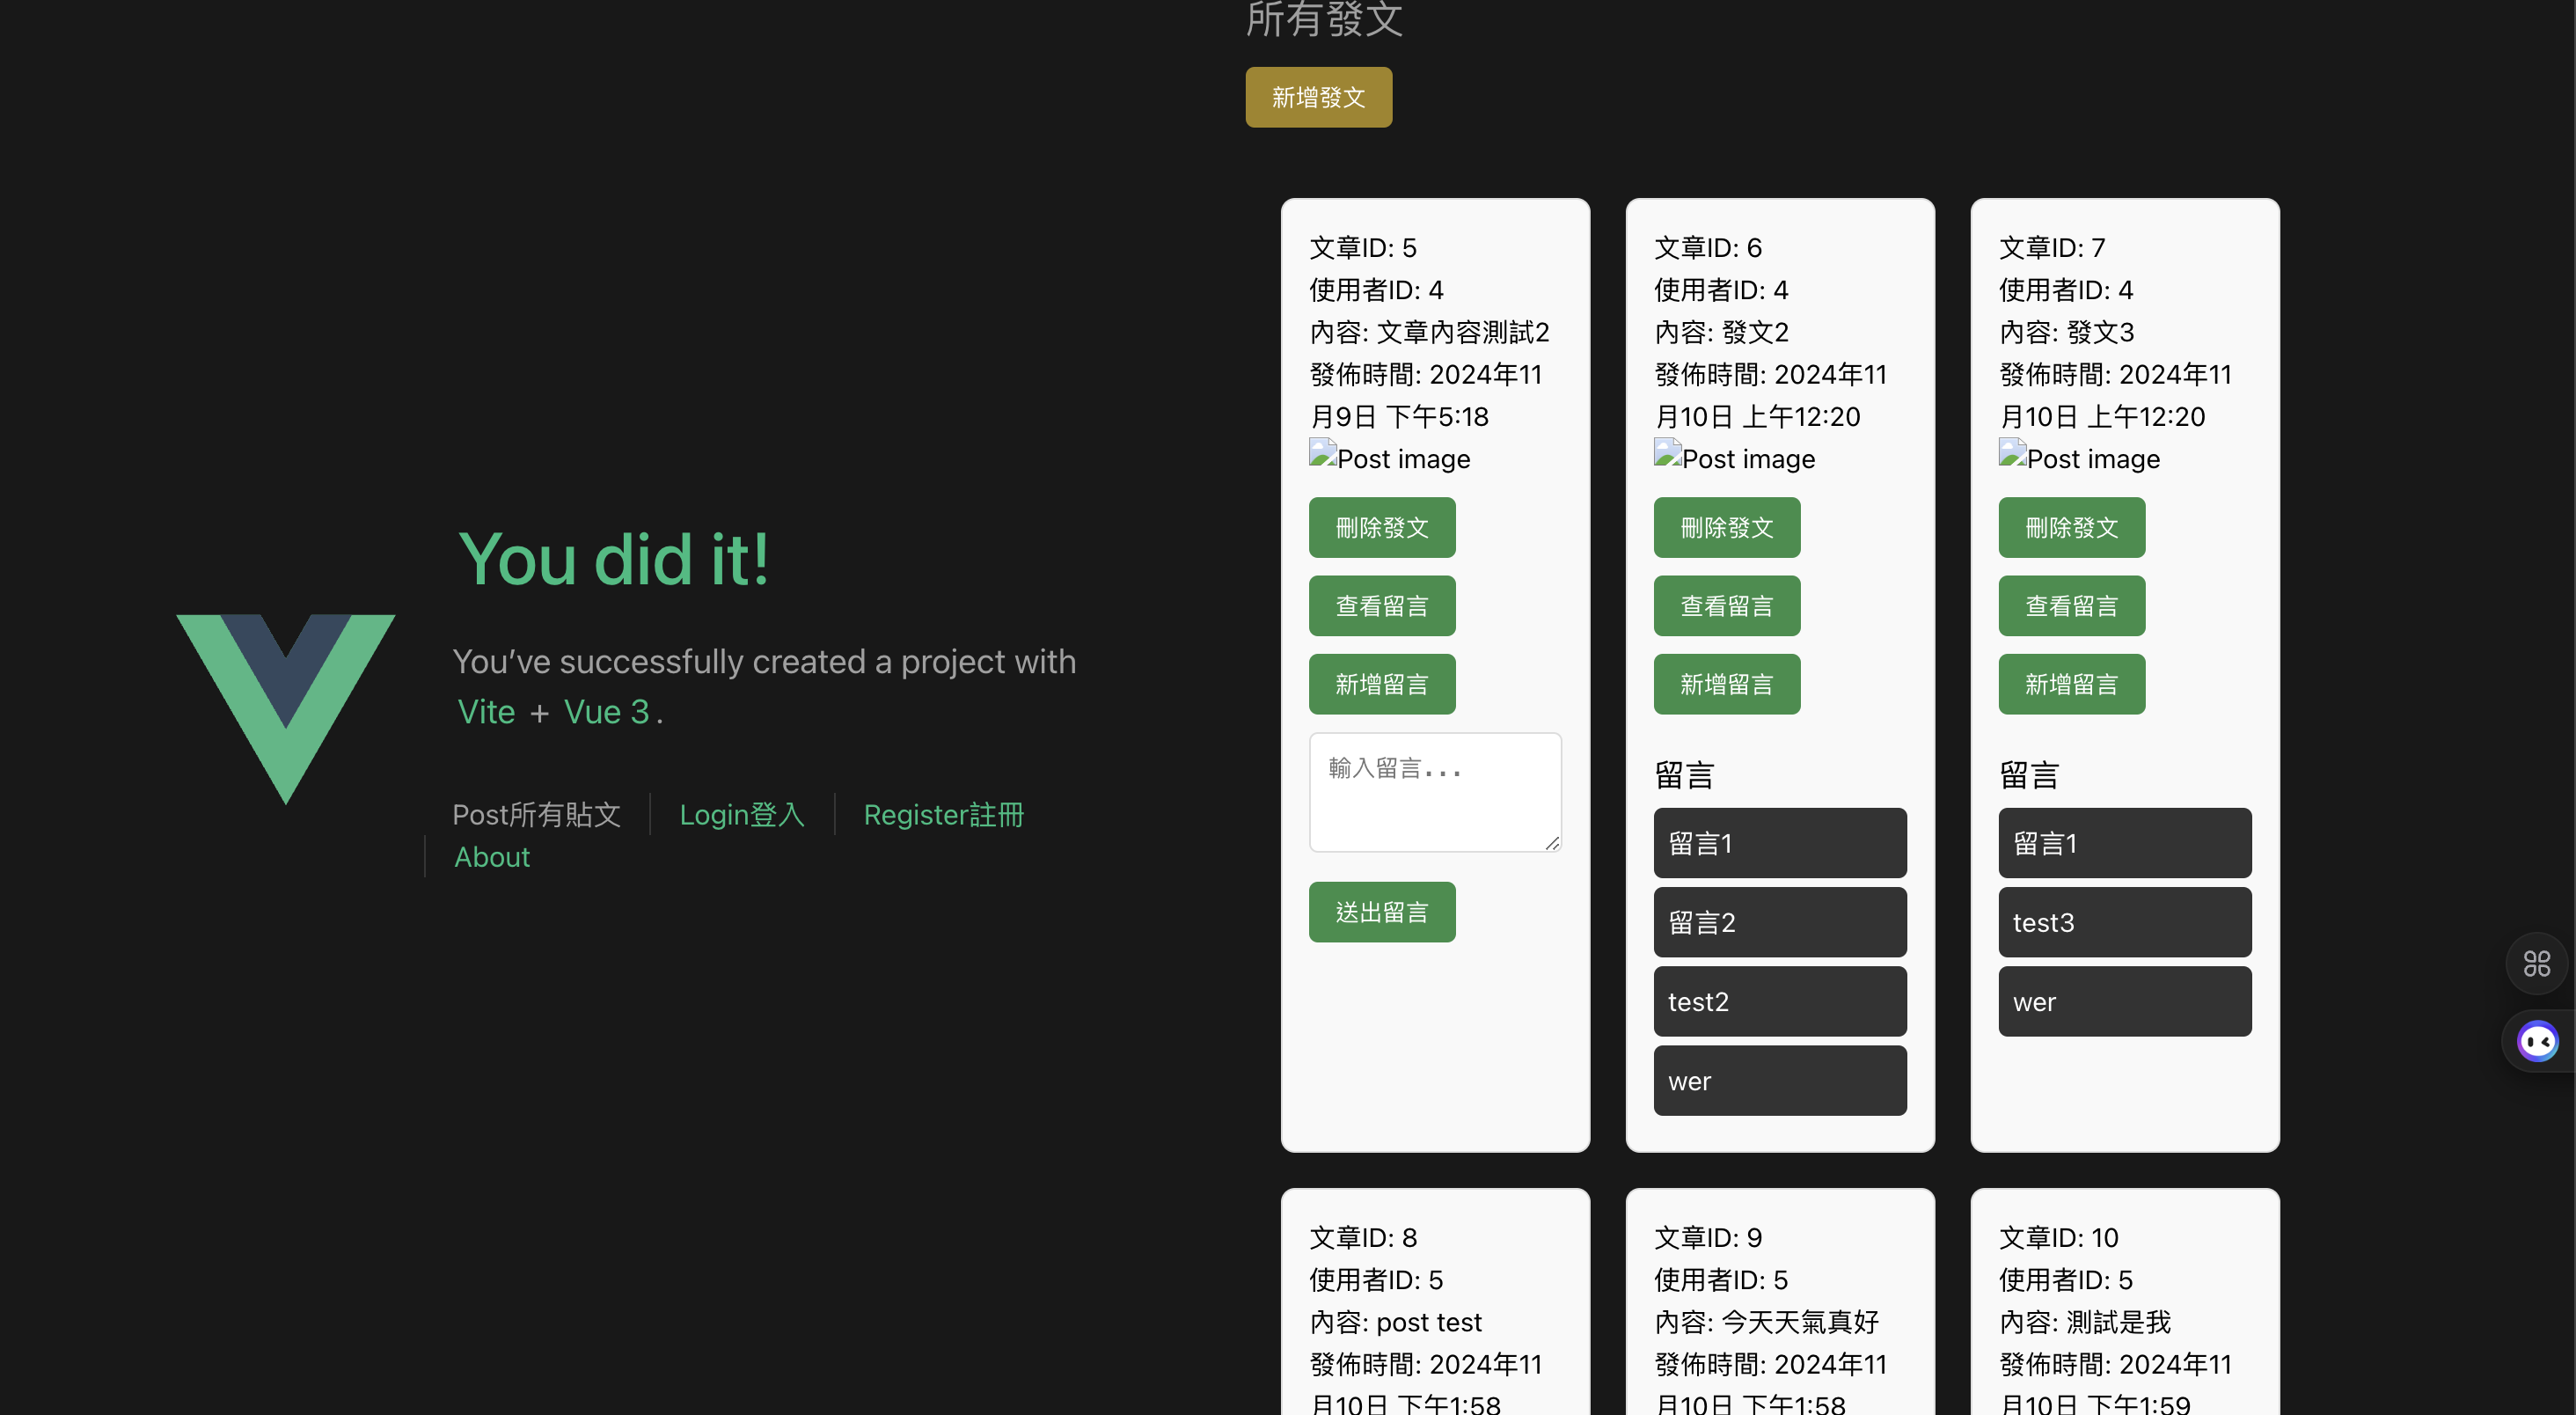 所有發文
新增發文
You did it!
You’ve successfully created a project with
Vite + Vue 3.
Post所有貼文
Login登入
Register註冊
About
文章ID: 5
使用者ID: 4
內容: 文章內容測試2
發佈時間: 2024年11
月9日 下午5:18
Post image
刪除發文
查看留言
新增留言
輸入留言...
送出留言
文章ID: 6
使用者ID: 4
內容: 發文2
發佈時間: 2024年11
月10日 上午12:20
Post image
刪除發文
查看留言
新增留言
留言
留言1
留言2
test2
wer
文章ID: 7
使用者ID: 4
內容: 發文3
發佈時間: 2024年11
月10日 上午12:20
Post image
刪除發文
查看留言
新增留言
留言
留言1
test3
wer
文章ID: 8
使用者ID: 5
內容: post test
發佈時間: 2024年11
月10日 下午1:58
文章ID: 9
使用者ID: 5
內容: 今天天氣真好
發佈時間: 2024年11
月10日 下午1:58
文章ID: 10
使用者ID: 5
內容: 測試是我
發佈時間: 2024年11
月10日 下午1:59